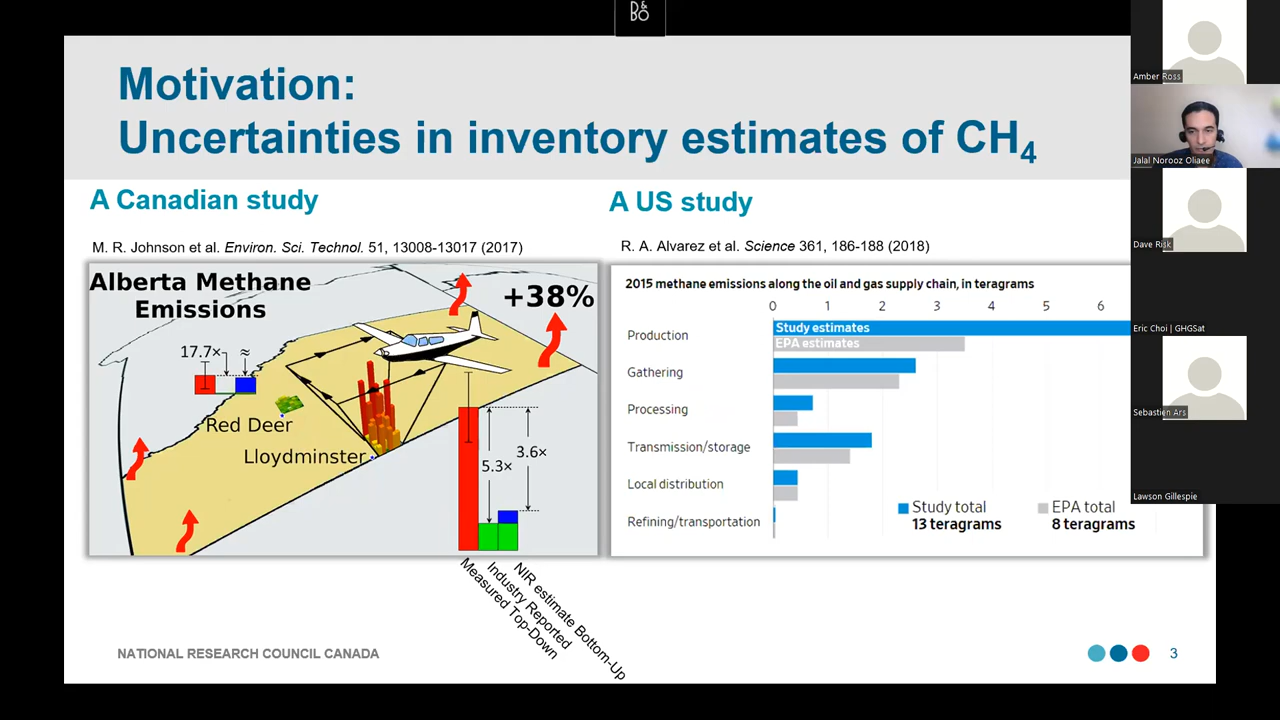 B&O
Motivation:
Uncertainties in inventory estimates of CH4
A Canadian study
M. R. Johnson et al. Environ. Sci. Technol. 51, 13008-13017 (2017)
Alberta Methane
Emissions
+38%
17.7×
≈
Red Deer
Lloydminster
5.3×
3.6×
Measured Top-Down
Industry Reported
NIR estimate Bottom-Up
A US study
R. A. Alvarez et al. Science 361, 186-188 (2018)
2015 methane emissions along the oil and gas supply chain, in teragrams
0 1 2 3 4 5 6
Production
Study estimates
EPA estimates
Gathering
Processing
Transmission/storage
Local distribution
Refining/transportation
Study total
13 teragrams
EPA total
8 teragrams
NATIONAL RESEARCH COUNCIL CANADA
3
Amber Ross
Jalal Norooz Oliaee
Dave Risk
Eric Choi | GHGSat
Sebastien Ars
Lawson Gillespie